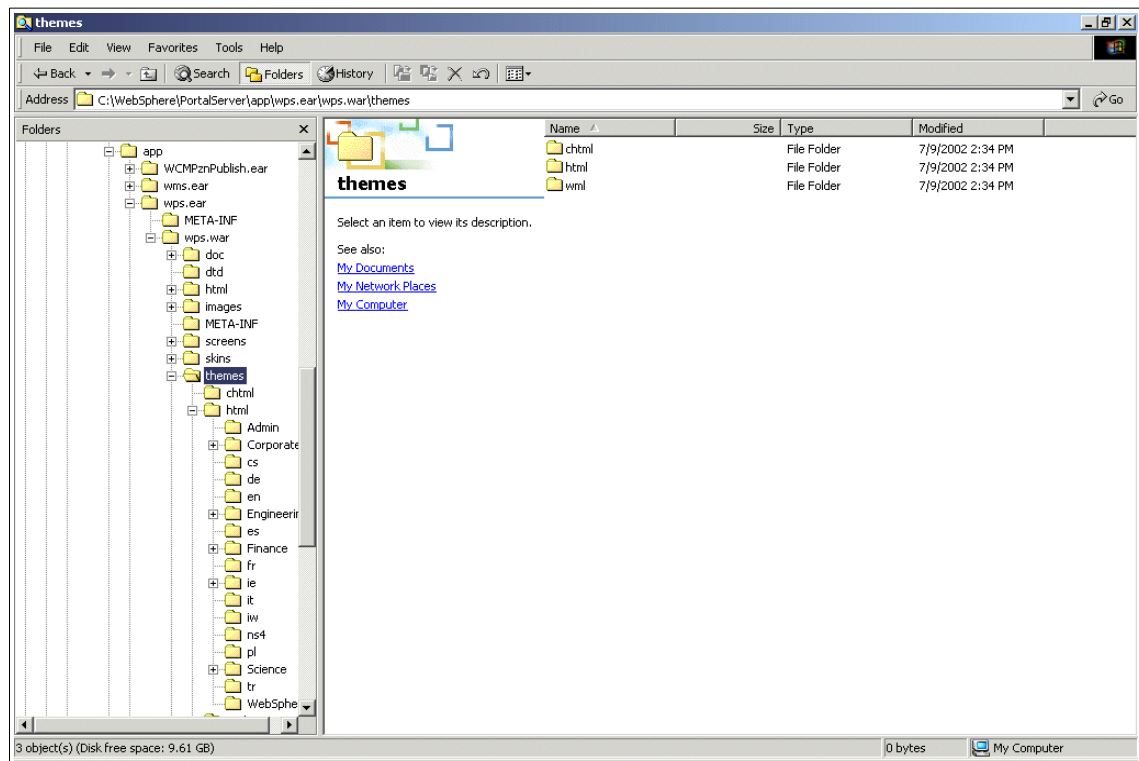 themes
File Edit View Favorites Tools Help
Back Search Folders History
Address C:\WebSphere\PortalServer\app\wps.ear\wps.war\themes Go
Folders
app
WCMPznPublish.ear
wms.ear
wps.ear
META-INF
wps.war
doc
dtd
html
images
META-INF
screens
skins
themes
chtml
html
Admin
Corporate
cs
de
en
Engineerir
es
Finance
fr
ie
it
iw
ns4
pl
Science
tr
WebSphe
themes
Select an item to view its description.
See also:
My Documents
My Network Places
My Computer
Name Size Type Modified
chtml File Folder 7/9/2002 2:34 PM
html File Folder 7/9/2002 2:34 PM
wml File Folder 7/9/2002 2:34 PM
3 object(s) (Disk free space: 9.61 GB) 0 bytes My Computer